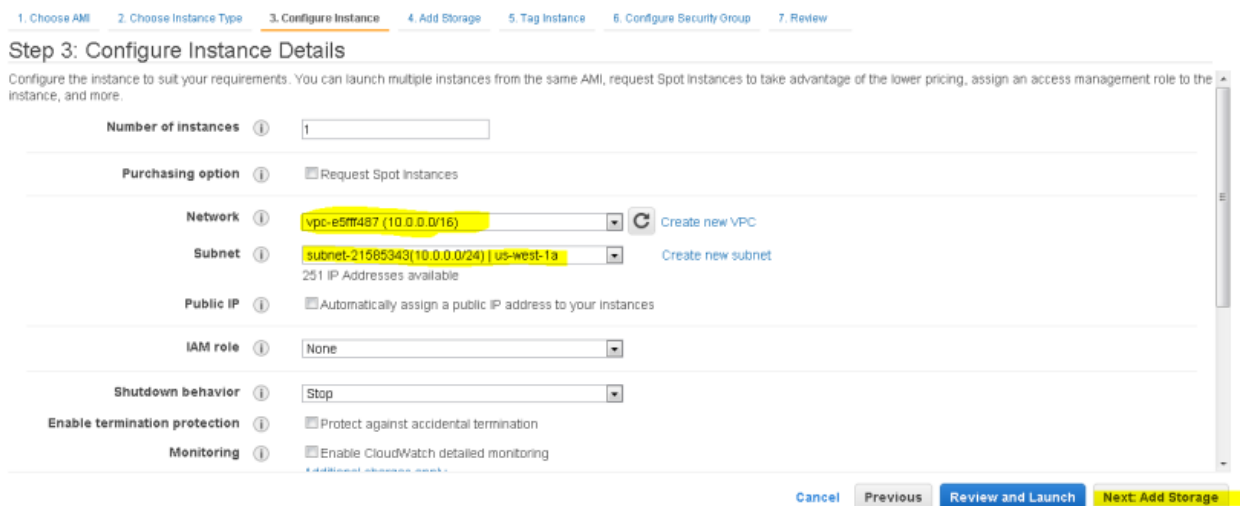 1. Choose AMI 2. Choose Instance Type 3. Configure Instance 4. Add Storage 5. Tag Instance 6. Configure Security Group 7. Review
Step 3: Configure Instance Details
Configure the instance to suit your requirements. You can launch multiple instances from the same AMI, request Spot Instances to take advantage of the lower pricing, assign an access management role to the
instance, and more.
Number of instances 1
Purchasing option Request Spot Instances
Network vpc-e5fff487 (10.0.0.0/16) Create new VPC
Subnet subnet-21585343(10.0.0.0/24) | us-west-1a Create new subnet
251 IP Addresses available
Public IP Automatically assign a public IP address to your instances
IAM role None
Shutdown behavior Stop
Enable termination protection Protect against accidental termination
Monitoring Enable CloudWatch detailed monitoring
Cancel Previous Review and Launch Next: Add Storage